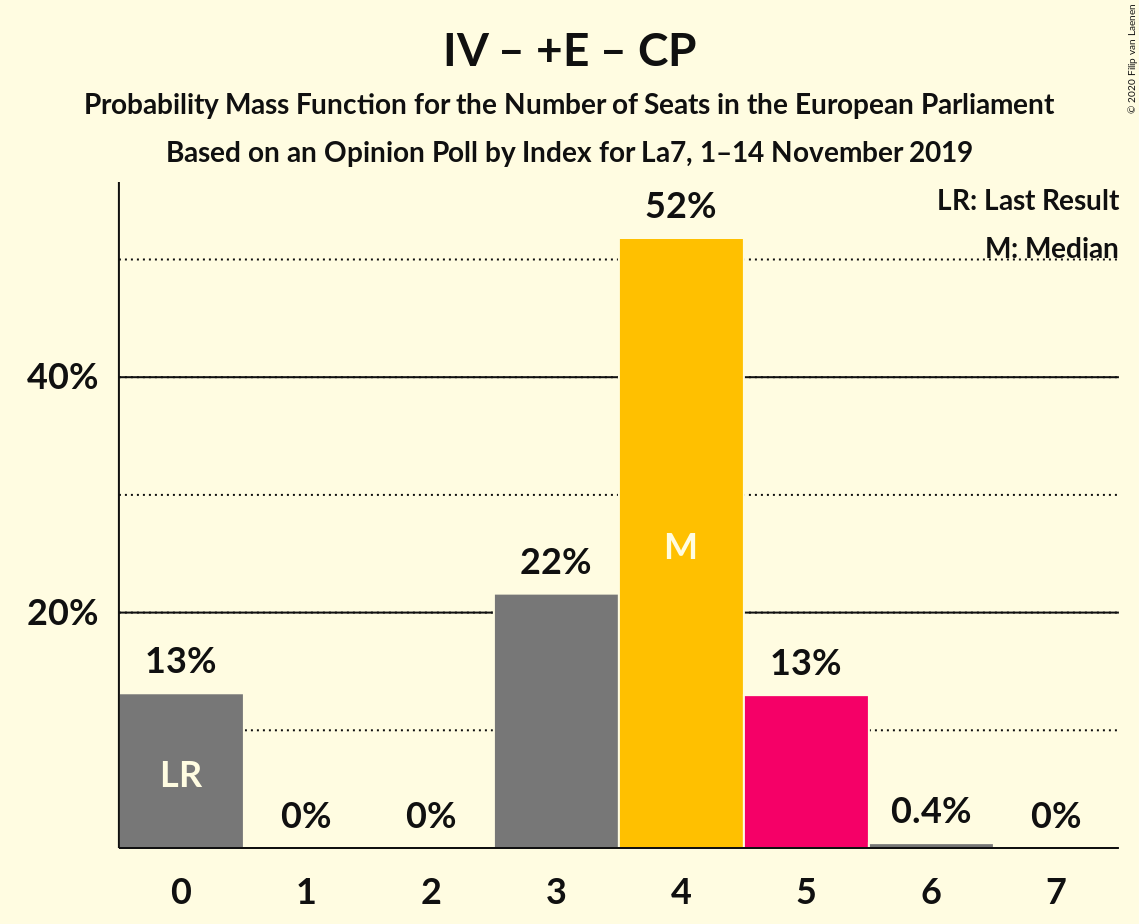 IV – +E – CP
Probability Mass Function for the Number of Seats in the European Parliament
Based on an Opinion Poll by Index for La7, 1–14 November 2019
© 2020 Filip van Laenen
LR: Last Result
M: Median
52%
40%
22%
M
20%
13%
13%
LR
0%
0%
0.4%
0%
0 1 2 3 4 5 6 7